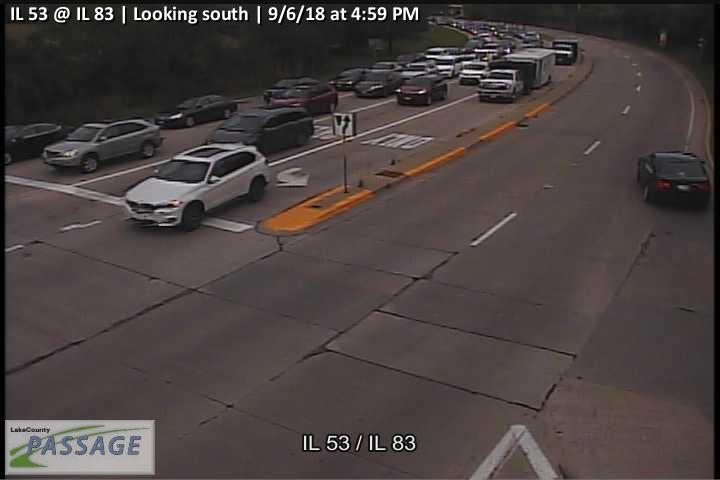 IL 53 @ IL 83 | Looking south | 9/6/18 at 4:59 PM
LakeCounty
PASSAGE
IL 53 / IL 83